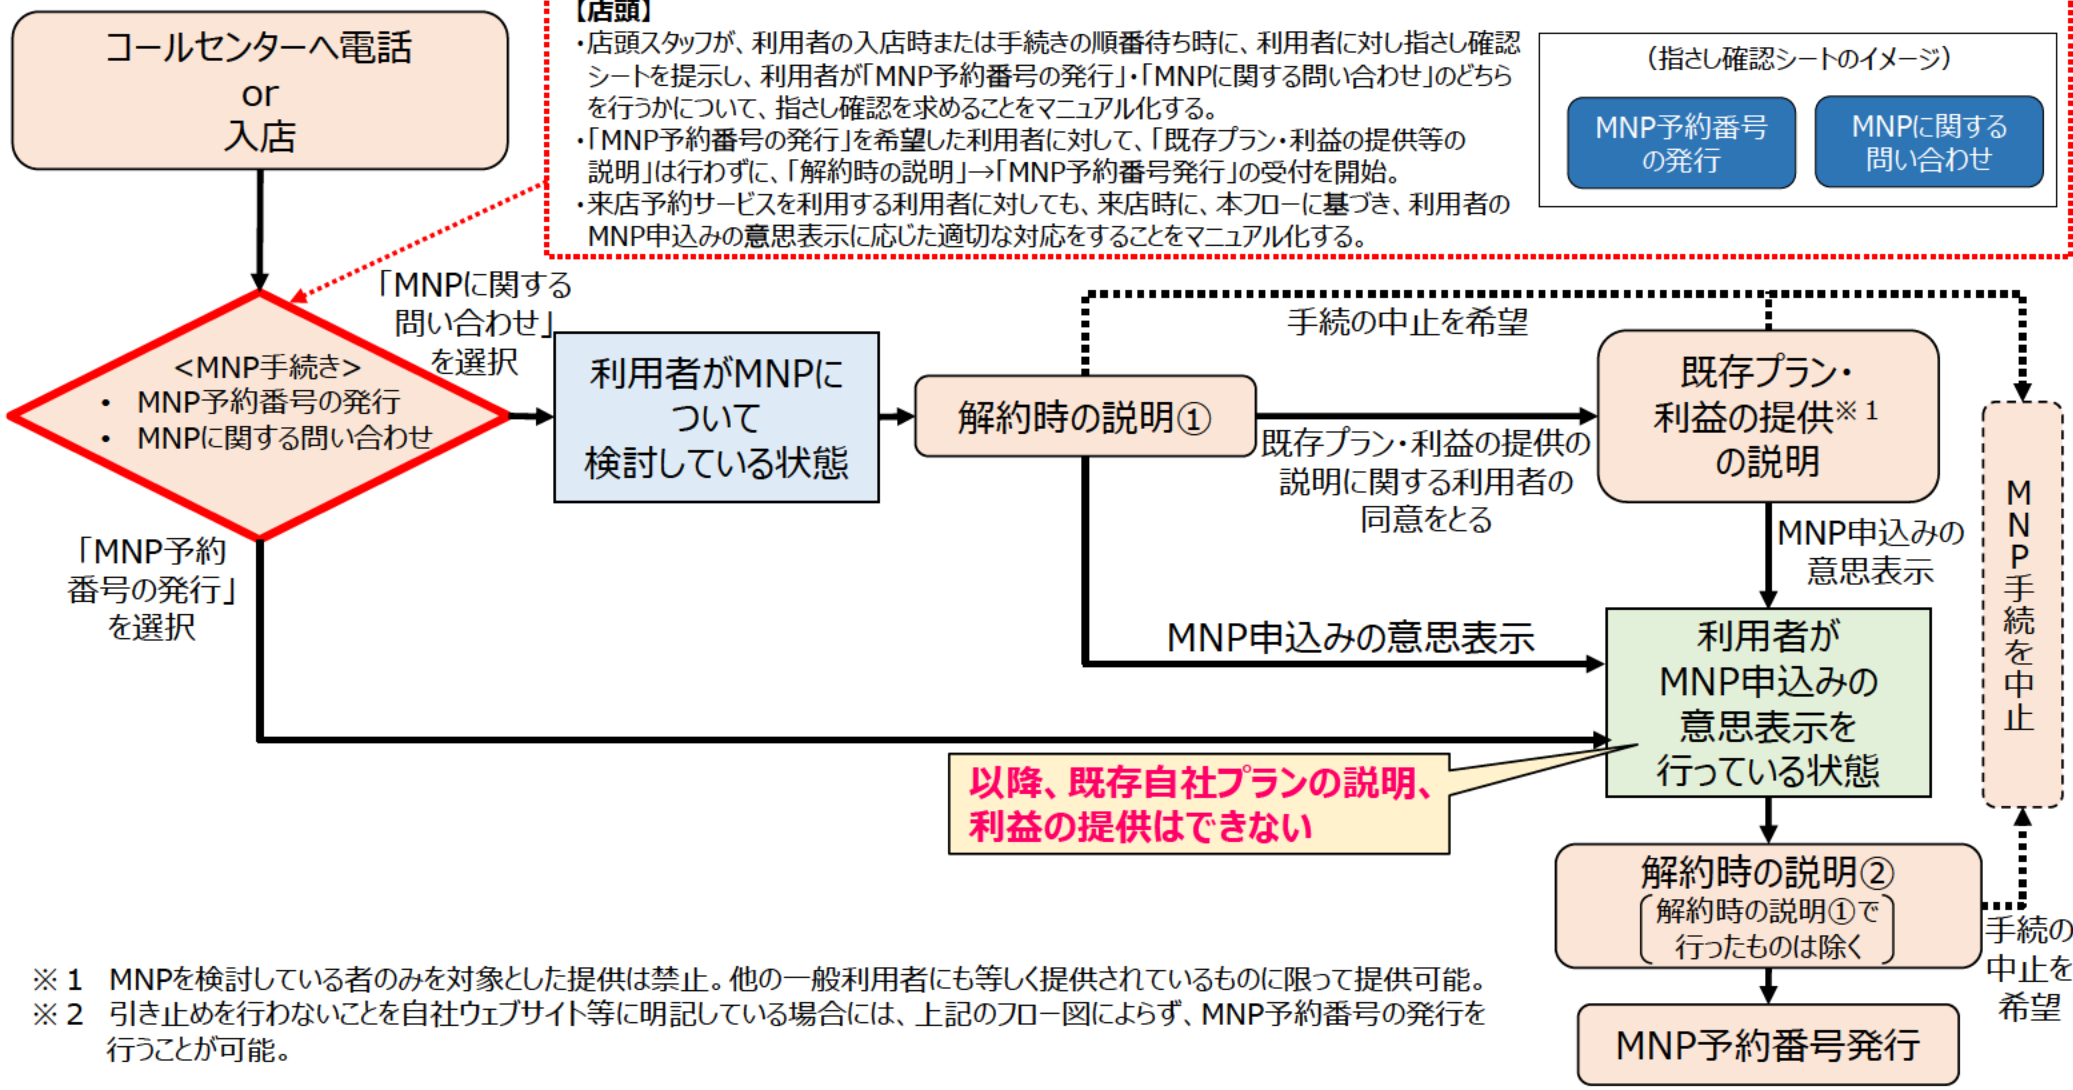 コールセンターへ電話
or
入店
【店頭】
・店頭スタッフが、利用者の入店時または手続きの順番待ち時に、利用者に対し指さし確認
シートを提示し、利用者が「MNP予約番号の発行」・「MNPに関する問い合わせ」のどちら
を行うかについて、指さし確認を求めることをマニュアル化する。
・「MNP予約番号の発行」を希望した利用者に対して、「既存プラン・利益の提供等の
説明」は行わずに、「解約時の説明」→「MNP予約番号発行」の受付を開始。
・来店予約サービスを利用する利用者に対しても、来店時に、本フローに基づき、利用者の
MNP申込みの意思表示に応じた適切な対応をすることをマニュアル化する。
（指さし確認シートのイメージ）
MNP予約番号
の発行
MNPに関する
問い合わせ
「MNPに関する
問い合わせ」
を選択
<MNP手続き>
• MNP予約番号の発行
• MNPに関する問い合わせ
「MNP予約
番号の発行」
を選択
利用者がMNPに
ついて
検討している状態
解約時の説明①
手続の中止を希望
既存プラン・利益の提供の
説明に関する利用者の
同意をとる
既存プラン・
利益の提供※１
の説明
MNP申込みの
意思表示
MNP申込みの意思表示
利用者が
MNP申込みの
意思表示を
行っている状態
MNP手続を中止
以降、既存自社プランの説明、
利益の提供はできない
解約時の説明②
解約時の説明①で
行ったものは除く
手続の
中止を
希望
MNP予約番号発行
※１ MNPを検討している者のみを対象とした提供は禁止。他の一般利用者にも等しく提供されているものに限って提供可能。
※２ 引き止めを行わないことを自社ウェブサイト等に明記している場合には、上記のフロー図によらず、MNP予約番号の発行を
行うことが可能。